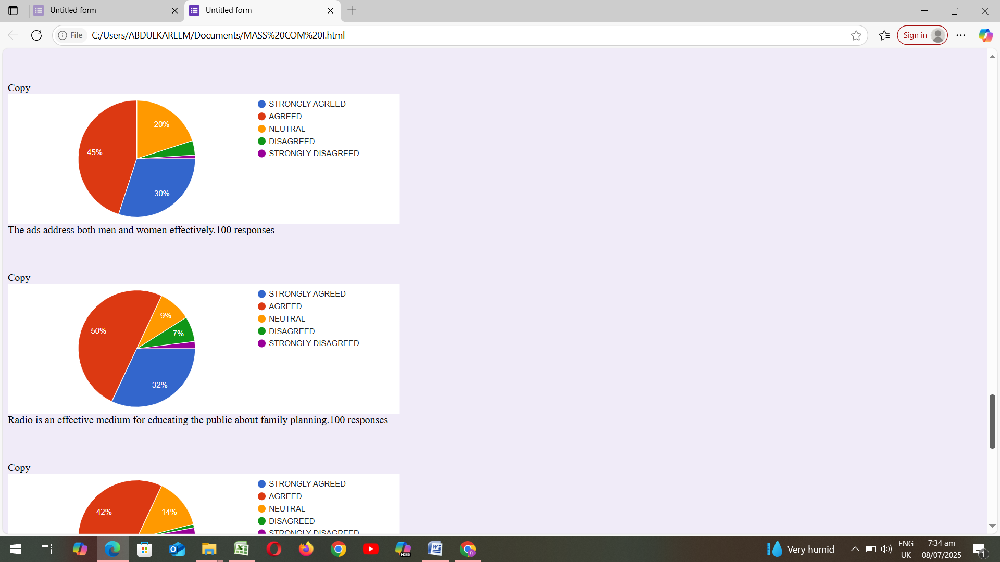 Untitled form
Untitled form
File
C:/Users/ABDULKAREEM/Documents/MASS%20COM%20I.html
Sign in
Copy
20%
45%
30%
STRONGLY AGREED
AGREED
NEUTRAL
DISAGREED
STRONGLY DISAGREED
The ads address both men and women effectively.100 responses
Copy
9%
50%
7%
32%
STRONGLY AGREED
AGREED
NEUTRAL
DISAGREED
STRONGLY DISAGREED
Radio is an effective medium for educating the public about family planning.100 responses
Copy
42%
14%
STRONGLY AGREED
AGREED
NEUTRAL
DISAGREED
STRONGLY DISAGREED
M365
A
Very humid
ENG
UK
7:34 am
08/07/2025
1